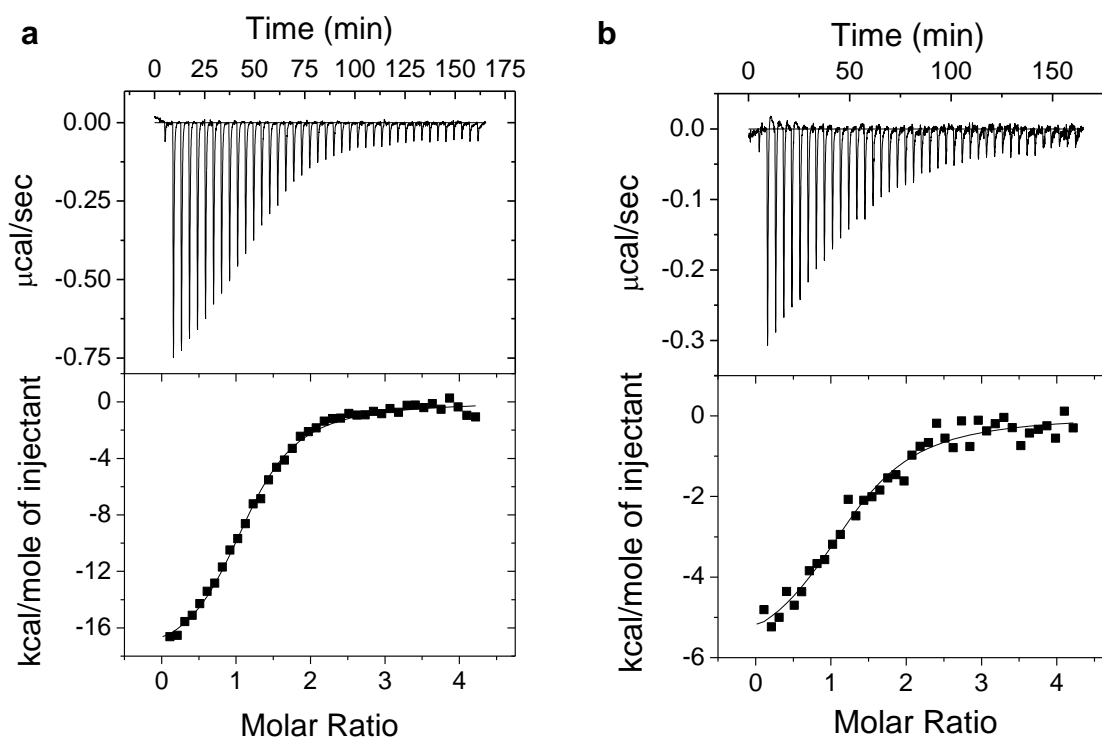 a
Time (min)
0 25 50 75 100 125 150 175
0.00
-0.25
-0.50
-0.75
μcal/sec
0
-4
-8
-12
-16
kcal/mole of injectant
0 1 2 3 4
Molar Ratio
b
Time (min)
0 50 100 150
0.0
-0.1
-0.2
-0.3
μcal/sec
0
-2
-4
-6
kcal/mole of injectant
0 1 2 3 4
Molar Ratio